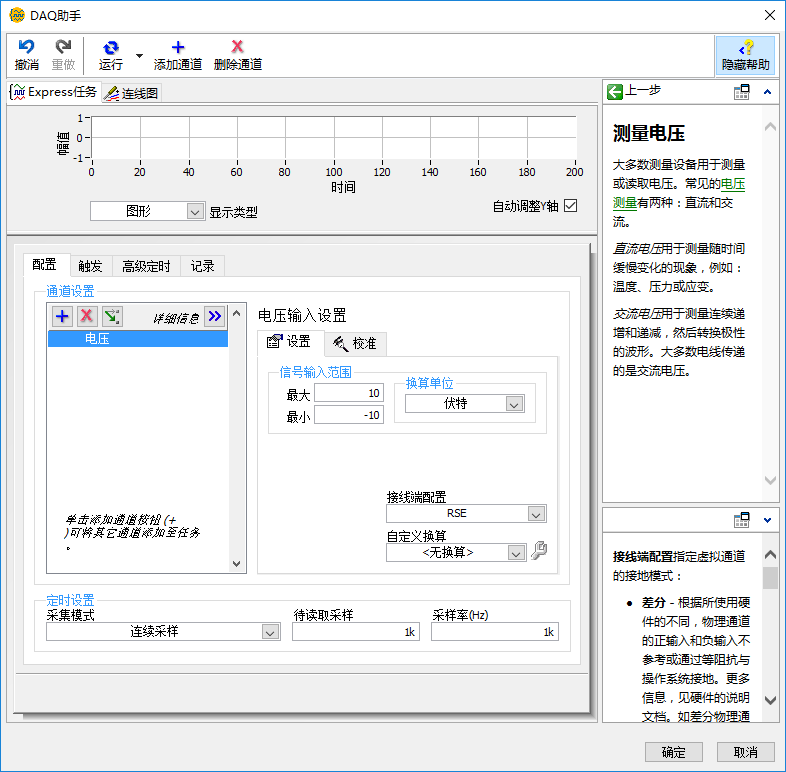 DAQ助手
撤消 重做 运行 添加通道 删除通道 隐藏帮助
Express任务 连线图
幅值
1
0
-1
0 20 40 60 80 100 120 140 160 180 200
时间
图形 显示类型
自动调整Y轴
配置 触发 高级定时 记录
通道设置
详细信息
电压
单击添加通道按钮(+
)可将其它通道添加至任务
。
电压输入设置
设置 校准
信号输入范围
最大 10
最小 -10
换算单位
伏特
接线端配置
RSE
自定义换算
<无换算>
定时设置
采集模式
连续采样
待读取采样
1k
采样率(Hz)
1k
上一步
测量电压
大多数测量设备用于测量
或读取电压。常见的电压
测量有两种：直流和交
流。
直流电压用于测量随时间
缓慢变化的现象，例如：
温度、压力或应变。
交流电压用于测量连续递
增和递减，然后转换极性
的波形。大多数电线传递
的是交流电压。
接线端配置指定虚拟通道
的接地模式：
● 差分 - 根据所使用硬
件的不同，物理通道
的正输入和负输入不
参考或通过等阻抗与
操作系统接地。更多
信息，见硬件的说明
文档。如差分物理通
确定 取消